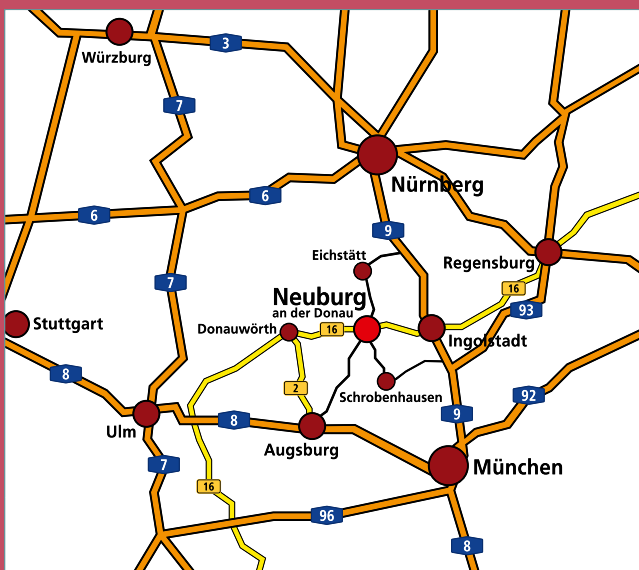 3
Würzburg
7
Nürnberg
6
6
9
Eichstätt
Regensburg
7
16
Neuburg
an der Donau
93
Stuttgart
Donauwörth
16
Ingolstadt
8
2
Schrobenhausen
92
9
8
Ulm
Augsburg
7
München
16
96
8